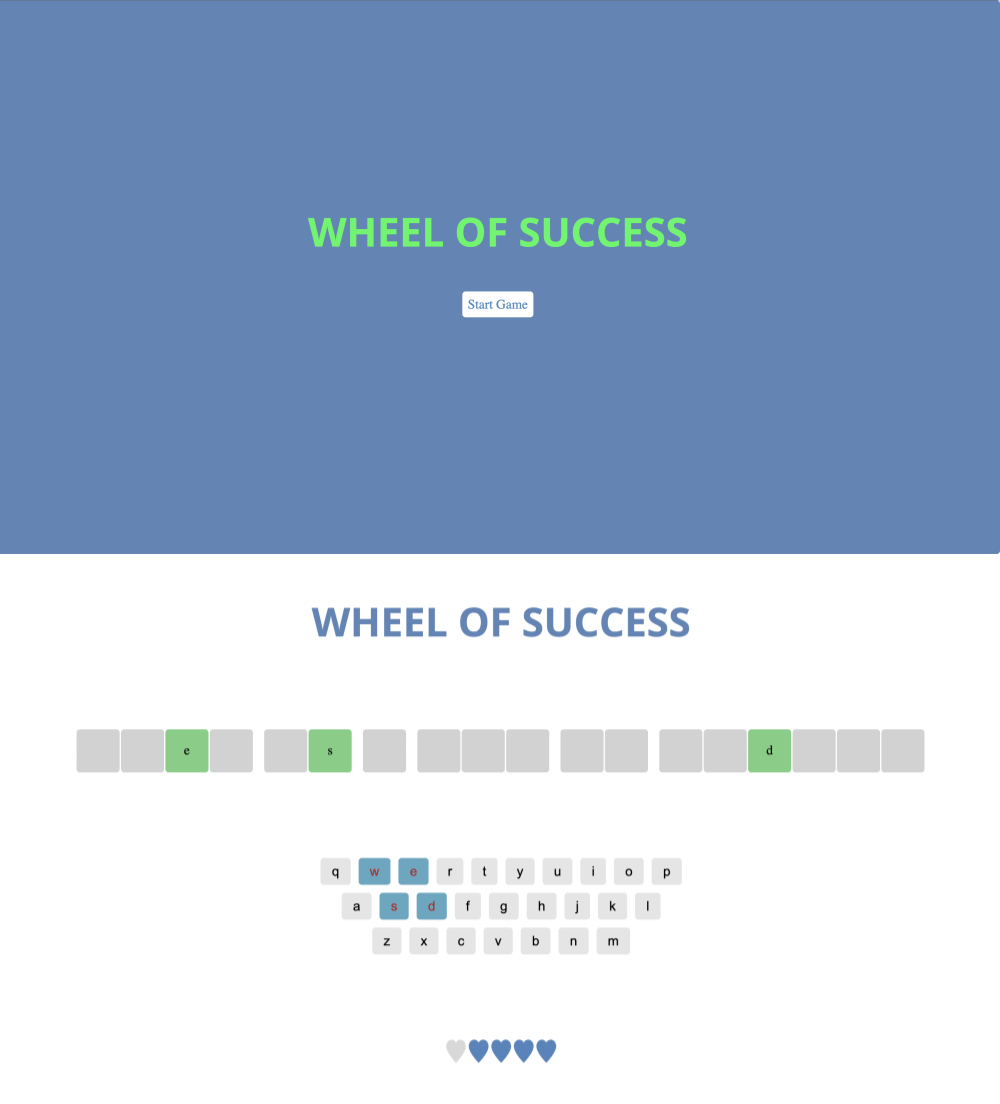 WHEEL OF SUCCESS
Start Game
WHEEL OF SUCCESS
e s d
q w e r t y u i o p
a s d f g h j k l
z x c v b n m